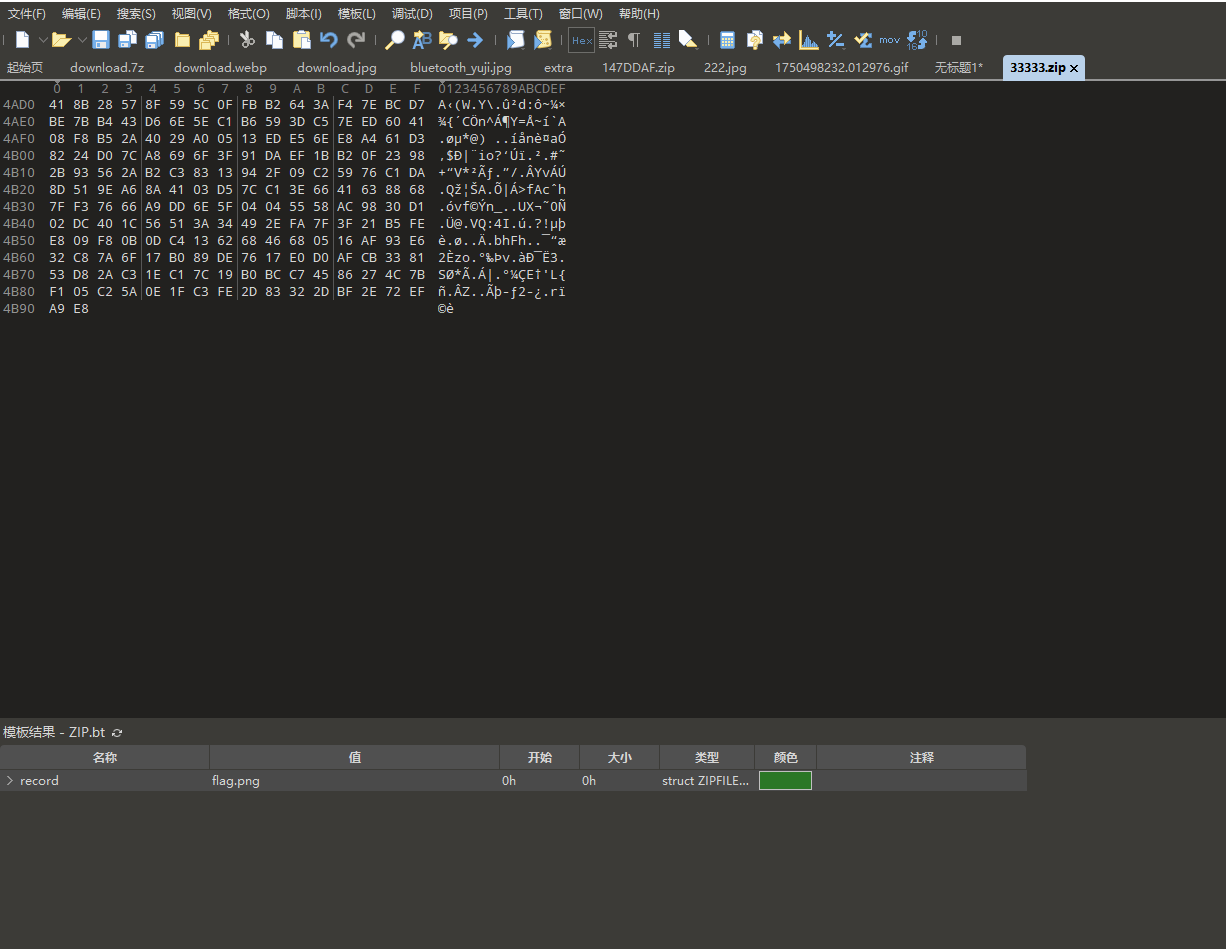 文件(F) 编辑(E) 搜索(S) 视图(V) 格式(O) 脚本(I) 模板(L) 调试(D) 项目(P) 工具(T) 窗口(W) 帮助(H)
Hex mov
起始页 download.7z download.webp download.jpg bluetooth_yuji.jpg extra 147DDAF.zip 222.jpg 1750498232.012976.gif 无标题1* 33333.zip ×
0 1 2 3 4 5 6 7 8 9 A B C D E F 0123456789ABCDEF
4AD0 41 8B 28 57 8F 59 5C 0F FB B2 64 3A F4 7E BC D7 A‹(W.Y\.û²d:ô~¼×
4AE0 BE 7B B4 43 D6 6E 5E C1 B6 59 3D C5 7E ED 60 41 ¾{´CÖn^Á¶Y=Å~í`A
4AF0 08 F8 B5 2A 40 29 A0 05 13 ED E5 6E E8 A4 61 D3 .øµ*@) ..íånè¤aÓ
4B00 82 24 D0 7C A8 69 6F 3F 91 DA EF 1B B2 0F 23 98 ‚$Ð|¨io?‘Úï.².#˜
4B10 2B 93 56 2A B2 C3 83 13 94 2F 09 C2 59 76 C1 DA +“V*²Ãƒ.”/.ÂYvÁÚ
4B20 8D 51 9E A6 8A 41 03 D5 7C C1 3E 66 41 63 88 68 .Qž¦ŠA.Õ|Á>fAcˆh
4B30 7F F3 76 66 A9 DD 6E 5F 04 04 55 58 AC 98 30 D1 .óvf©Ýn_..UX¬˜0Ñ
4B40 02 DC 40 1C 56 51 3A 34 49 2E FA 7F 3F 21 B5 FE .Ü@.VQ:4I.ú.?!µþ
4B50 E8 09 F8 0B 0D C4 13 62 68 46 68 05 16 AF 93 E6 è.ø..Ä.bhFh..¯“æ
4B60 32 C8 7A 6F 17 B0 89 DE 76 17 E0 D0 AF CB 33 81 2Èzo.°‰Þv.àÐ¯Ë3.
4B70 53 D8 2A C3 1E C1 7C 19 B0 BC C7 45 86 27 4C 7B SØ*Ã.Á|.°¼ÇE†'L{
4B80 F1 05 C2 5A 0E 1F C3 FE 2D 83 32 2D BF 2E 72 EF ñ.ÂZ..Ãþ-ƒ2-¿.rï
4B90 A9 E8 ©è
模板结果 - ZIP.bt
名称 值 开始 大小 类型 颜色 注释
record flag.png 0h 0h struct ZIPFILE...